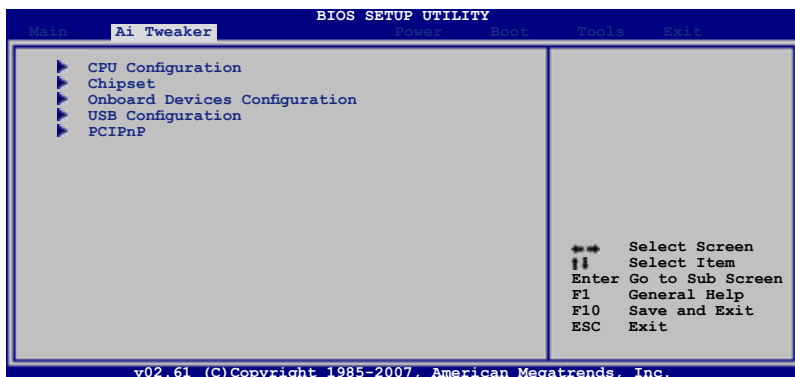 BIOS SETUP UTILITY
Main Ai Tweaker Power Boot Tools Exit
CPU Configuration
Chipset
Onboard Devices Configuration
USB Configuration
PCIPnP
Select Screen
Select Item
Enter Go to Sub Screen
F1 General Help
F10 Save and Exit
ESC Exit
v02.61 (C)Copyright 1985-2007, American Megatrends, Inc.